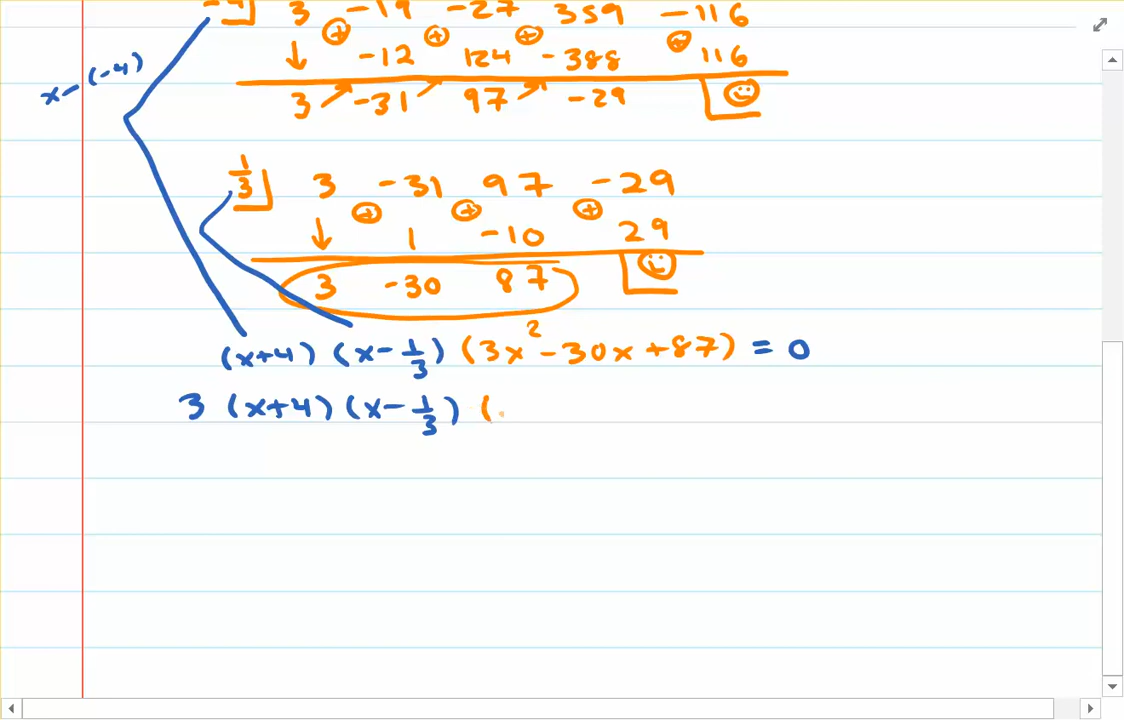 -4 3 -19 -27 359 -116
+ + + +
x-(-4) ↓ -12 124 -388 116
3 -31 97 -29
1/3 3 -31 97 -29
+ + +
↓ 1 -10 29
3 -30 87
(x+4) (x-1/3) (3x²-30x+87) = 0
3 (x+4) (x-1/3) (